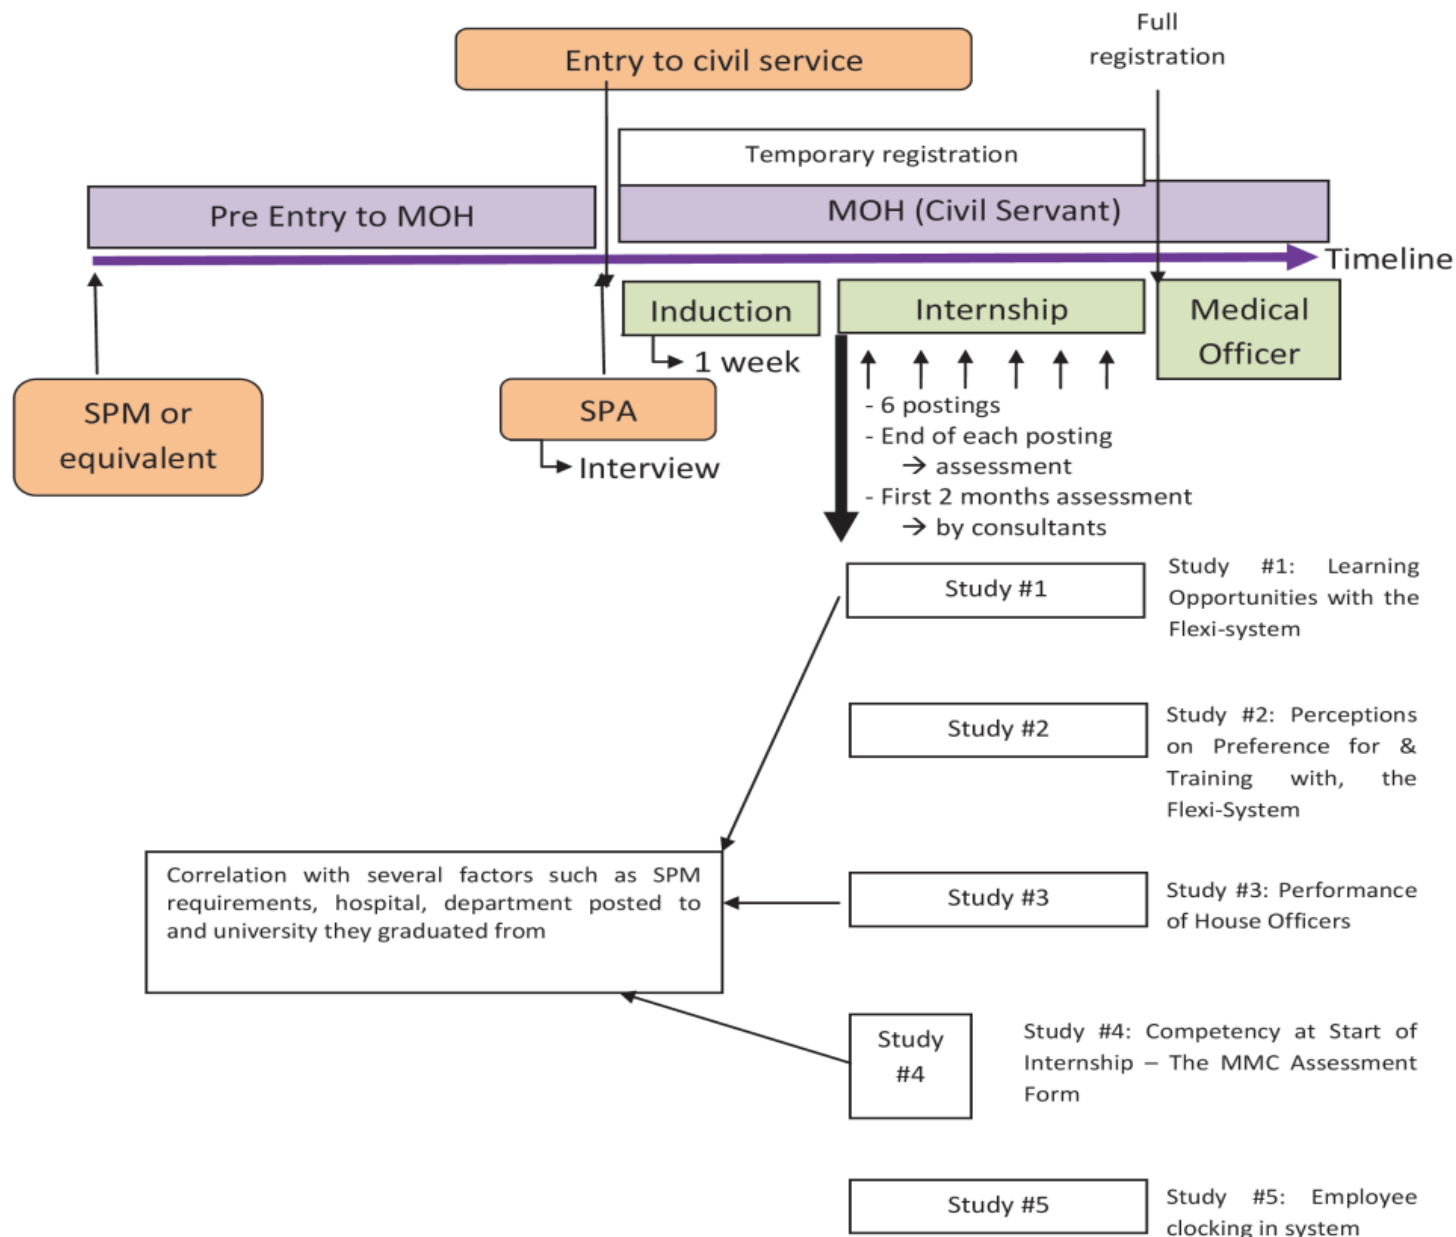 Full
registration
Entry to civil service
Temporary registration
Pre Entry to MOH
MOH (Civil Servant)
Timeline
Induction
1 week
Internship
Medical
Officer
SPM or
equivalent
SPA
Interview
- 6 postings
- End of each posting
→ assessment
- First 2 months assessment
→ by consultants
Study #1
Study #1: Learning
Opportunities with the
Flexi-system
Study #2
Study #2: Perceptions
on Preference for &
Training with, the
Flexi-System
Correlation with several factors such as SPM
requirements, hospital, department posted to
and university they graduated from
Study #3
Study #3: Performance
of House Officers
Study
#4
Study #4: Competency at Start of
Internship – The MMC Assessment
Form
Study #5
Study #5: Employee
clocking in system